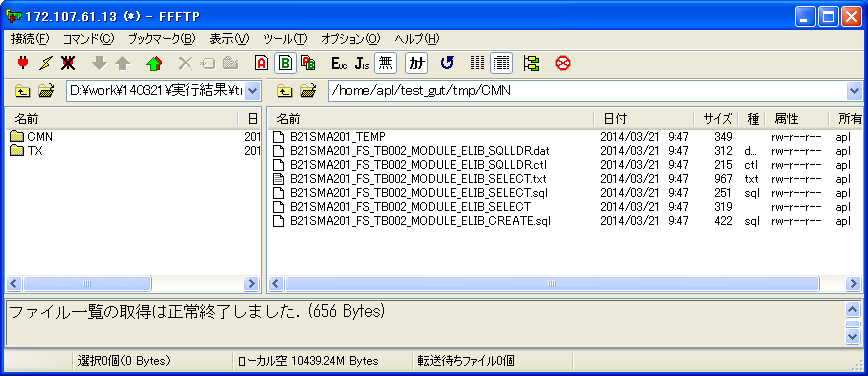 172.107.61.13 (*) - FFFTP
接続(F) コマンド(C) ブックマーク(B) 表示(V) ツール(T) オプション(O) ヘルプ(H)
A B B EUC JIS 無 カナ
D:¥work¥140321¥実行結果¥t /home/apl/test_gut/tmp/CMN
名前 日
CMN 201
TX 201
名前 日付 サイズ 種 属性 所有
B21SMA201_TEMP 2014/03/21 9:47 349 rw-r--r-- apl
B21SMA201_FS_TB002_MODULE_ELIB_SQLLDR.dat 2014/03/21 9:47 312 d... rw-r--r-- apl
B21SMA201_FS_TB002_MODULE_ELIB_SQLLDR.ctl 2014/03/21 9:47 215 ctl rw-r--r-- apl
B21SMA201_FS_TB002_MODULE_ELIB_SELECT.txt 2014/03/21 9:47 967 txt rw-r--r-- apl
B21SMA201_FS_TB002_MODULE_ELIB_SELECT.sql 2014/03/21 9:47 251 sql rw-r--r-- apl
B21SMA201_FS_TB002_MODULE_ELIB_SELECT 2014/03/21 9:47 319 rw-r--r-- apl
B21SMA201_FS_TB002_MODULE_ELIB_CREATE.sql 2014/03/21 9:47 422 sql rw-r--r-- apl
ファイル一覧の取得は正常終了しました. (656 Bytes)
選択0個(0 Bytes) ローカル空 10439.24M Bytes 転送待ちファイル0個